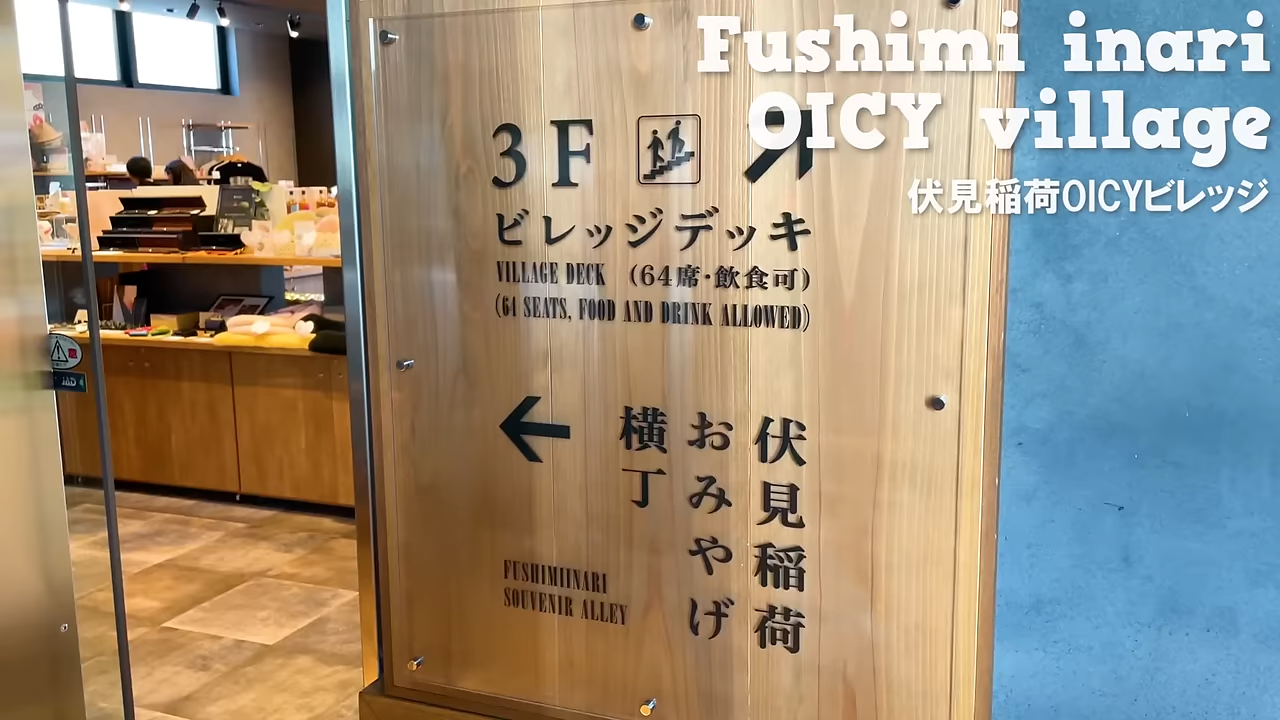 Fushimi inari
OICY village
伏見稲荷OICYビレッジ
3F
ビレッジデッキ
VILLAGE DECK (64席・飲食可)
(64 SEATS, FOOD AND DRINK ALLOWED)
伏見稲荷
おみやげ
横丁
FUSHIMIINARI
SOUVENIR ALLEY